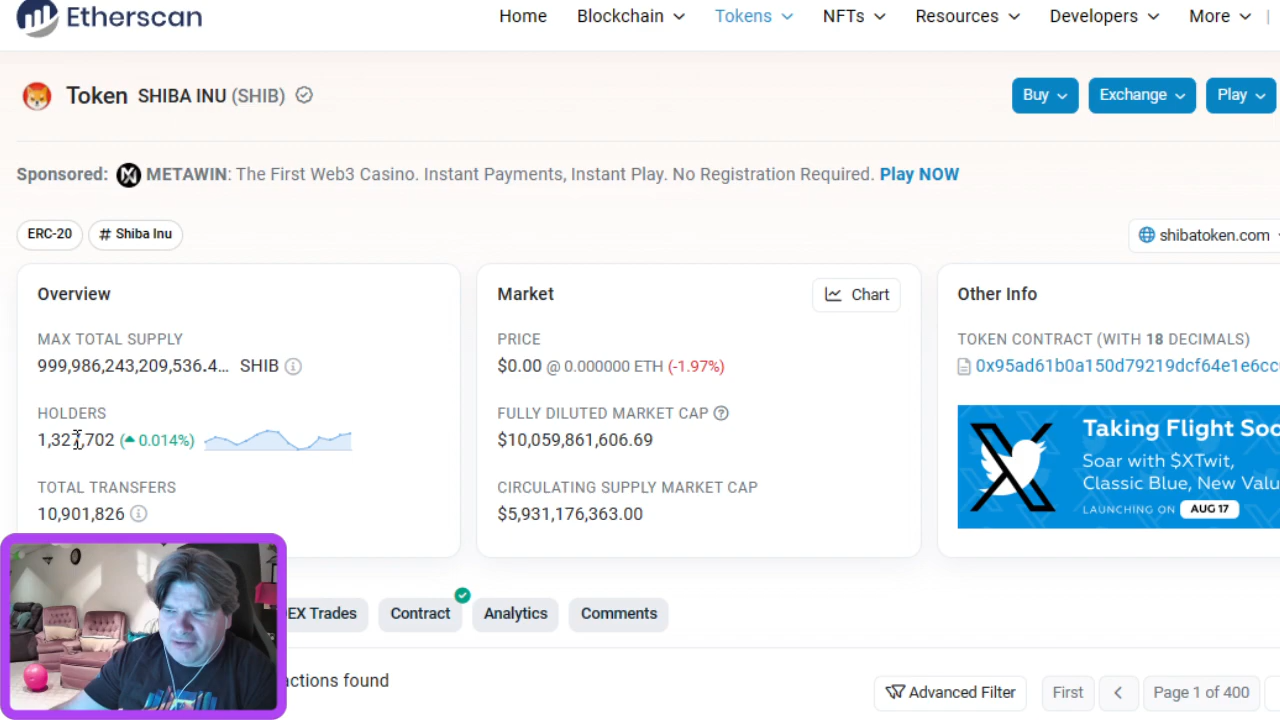 Etherscan
Home Blockchain Tokens NFTs Resources Developers More
Token SHIBA INU (SHIB)
Buy Exchange Play
Sponsored: METAWIN: The First Web3 Casino. Instant Payments, Instant Play. No Registration Required. Play NOW
ERC-20 # Shiba Inu
shibatoken.com
Overview
MAX TOTAL SUPPLY
999,986,243,209,536.4... SHIB
HOLDERS
1,327,702 (0.014%)
TOTAL TRANSFERS
10,901,826
Market
Chart
PRICE
$0.00 @ 0.000000 ETH (-1.97%)
FULLY DILUTED MARKET CAP
$10,059,861,606.69
CIRCULATING SUPPLY MARKET CAP
$5,931,176,363.00
Other Info
TOKEN CONTRACT (WITH 18 DECIMALS)
0x95ad61b0a150d79219dcf64e1e6cc
Taking Flight Soo
Soar with $XTwit,
Classic Blue, New Valu
LAUNCHING ON AUG 17
EX Trades Contract Analytics Comments
actions found
Advanced Filter First Page 1 of 400